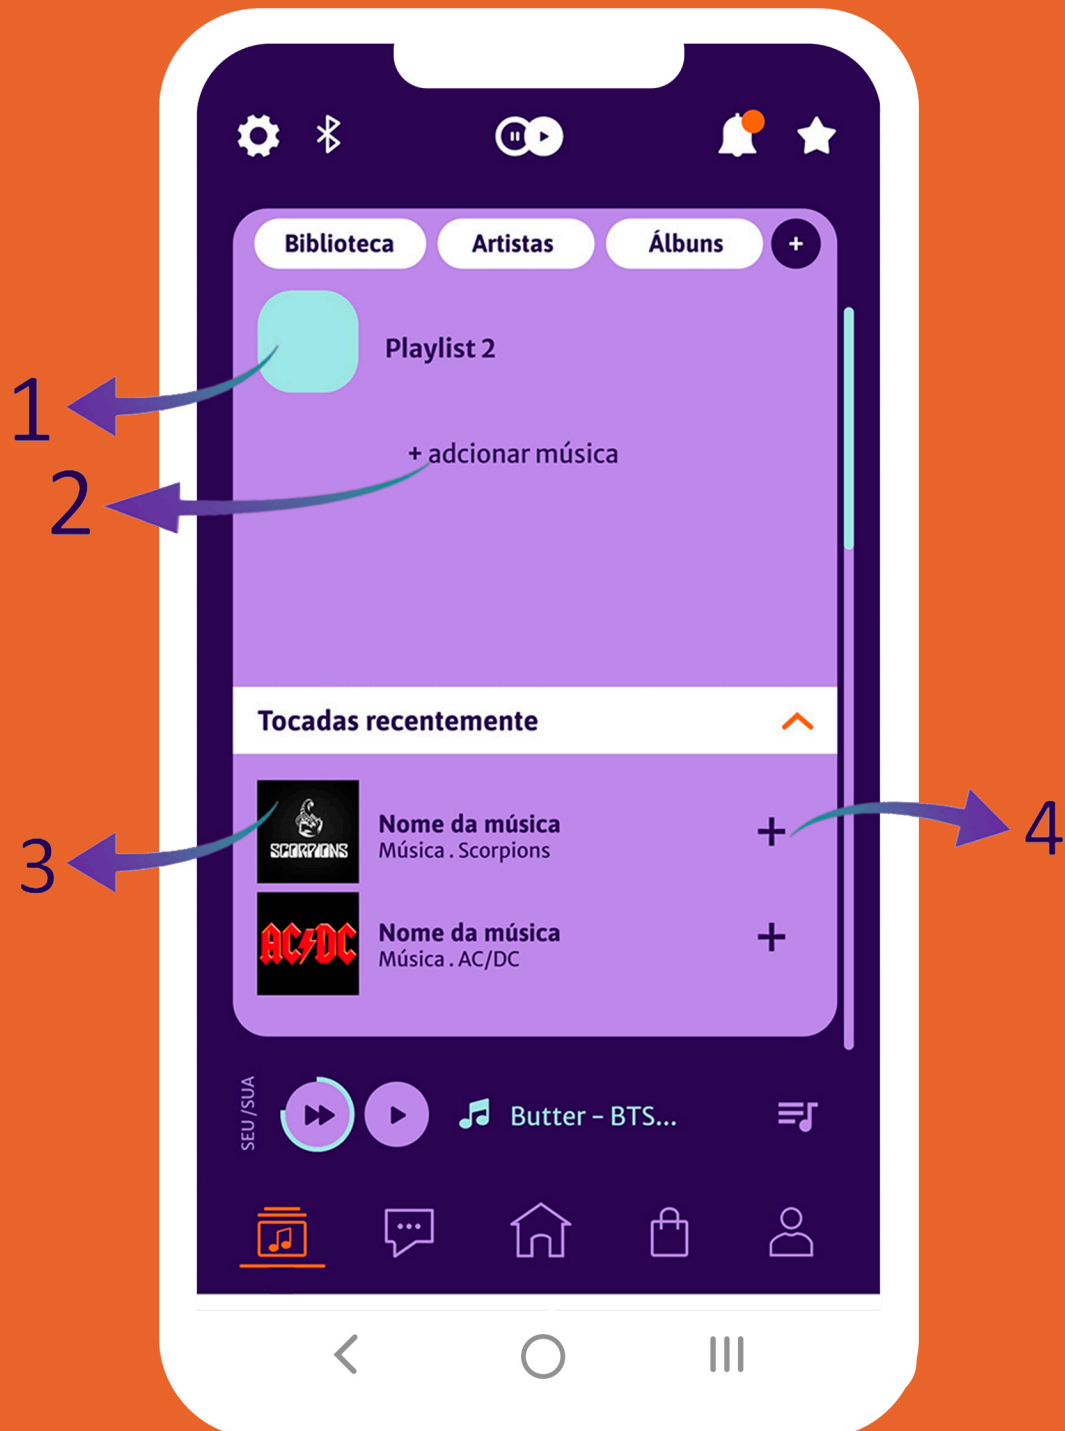 Biblioteca Artistas Álbuns +
Playlist 2
1
+ adcionar música
2
Tocadas recentemente
SCORPIONS
Nome da música +
Música . Scorpions
3
4
AC/DC
Nome da música +
Música . AC/DC
SEU/SUA
Butter – BTS...